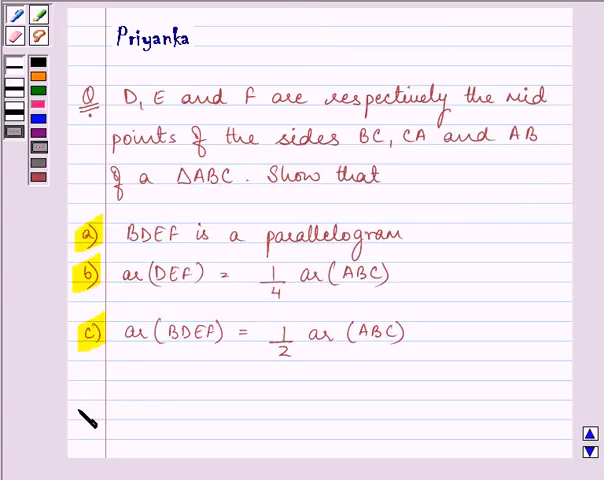 Priyanka
Q D, E and F are respectively the mid
points of the sides BC, CA and AB
of a ΔABC. Show that
a) BDEF is a parallelogram
b) ar(DEF) = 1/4 ar(ABC)
c) ar(BDEF) = 1/2 ar (ABC)